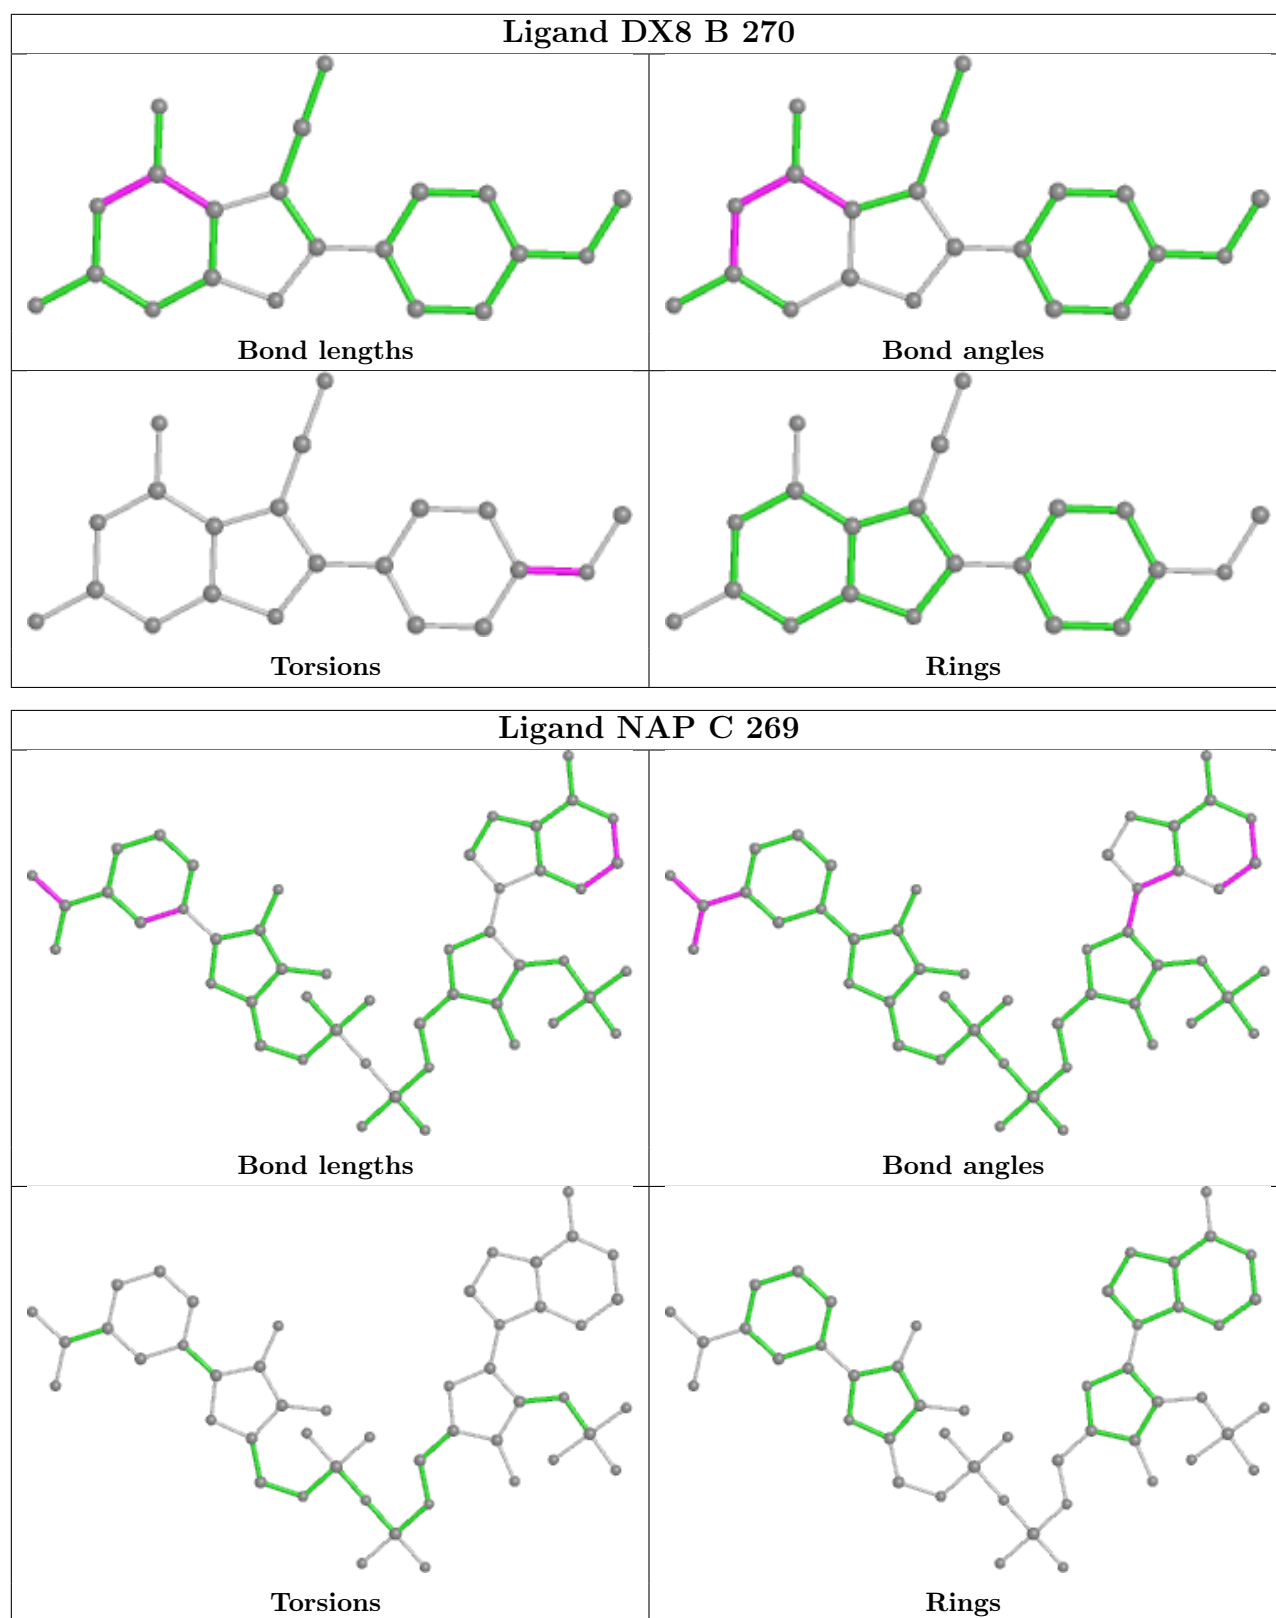 Ligand DX8 B 270
Bond lengths
Bond angles
Torsions
Rings
Ligand NAP C 269
Bond lengths
Bond angles
Torsions
Rings